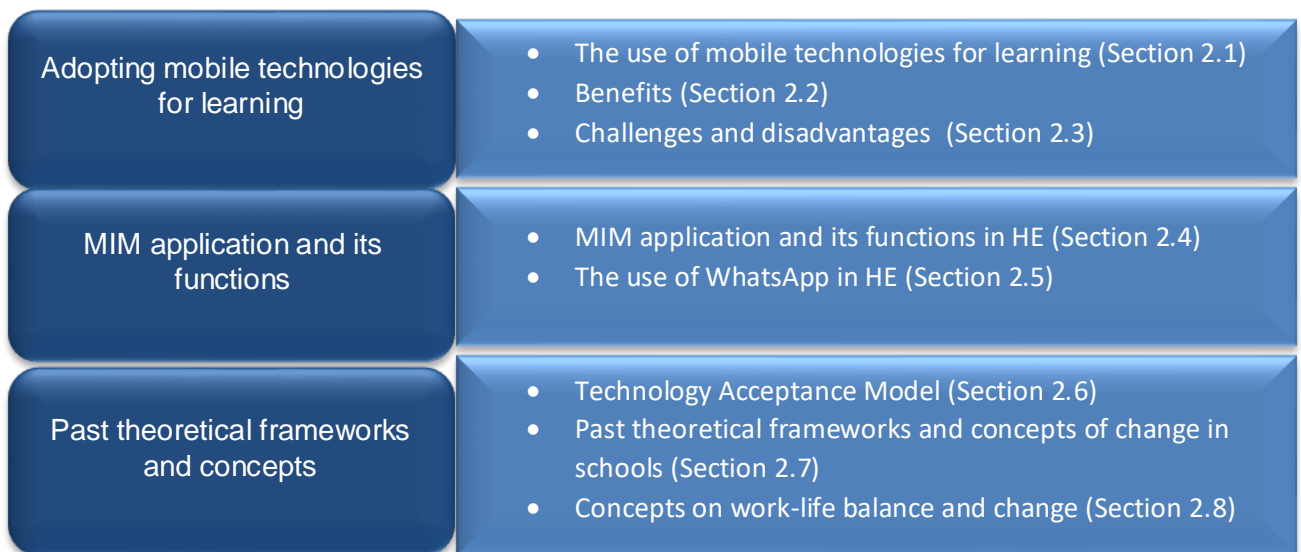 Adopting mobile technologies
for learning
• The use of mobile technologies for learning (Section 2.1)
• Benefits (Section 2.2)
• Challenges and disadvantages  (Section 2.3)
MIM application and its
functions
• MIM application and its functions in HE (Section 2.4)
• The use of WhatsApp in HE (Section 2.5)
Past theoretical frameworks
and concepts
• Technology Acceptance Model (Section 2.6)
• Past theoretical frameworks and concepts of change in
schools (Section 2.7)
• Concepts on work-life balance and change (Section 2.8)